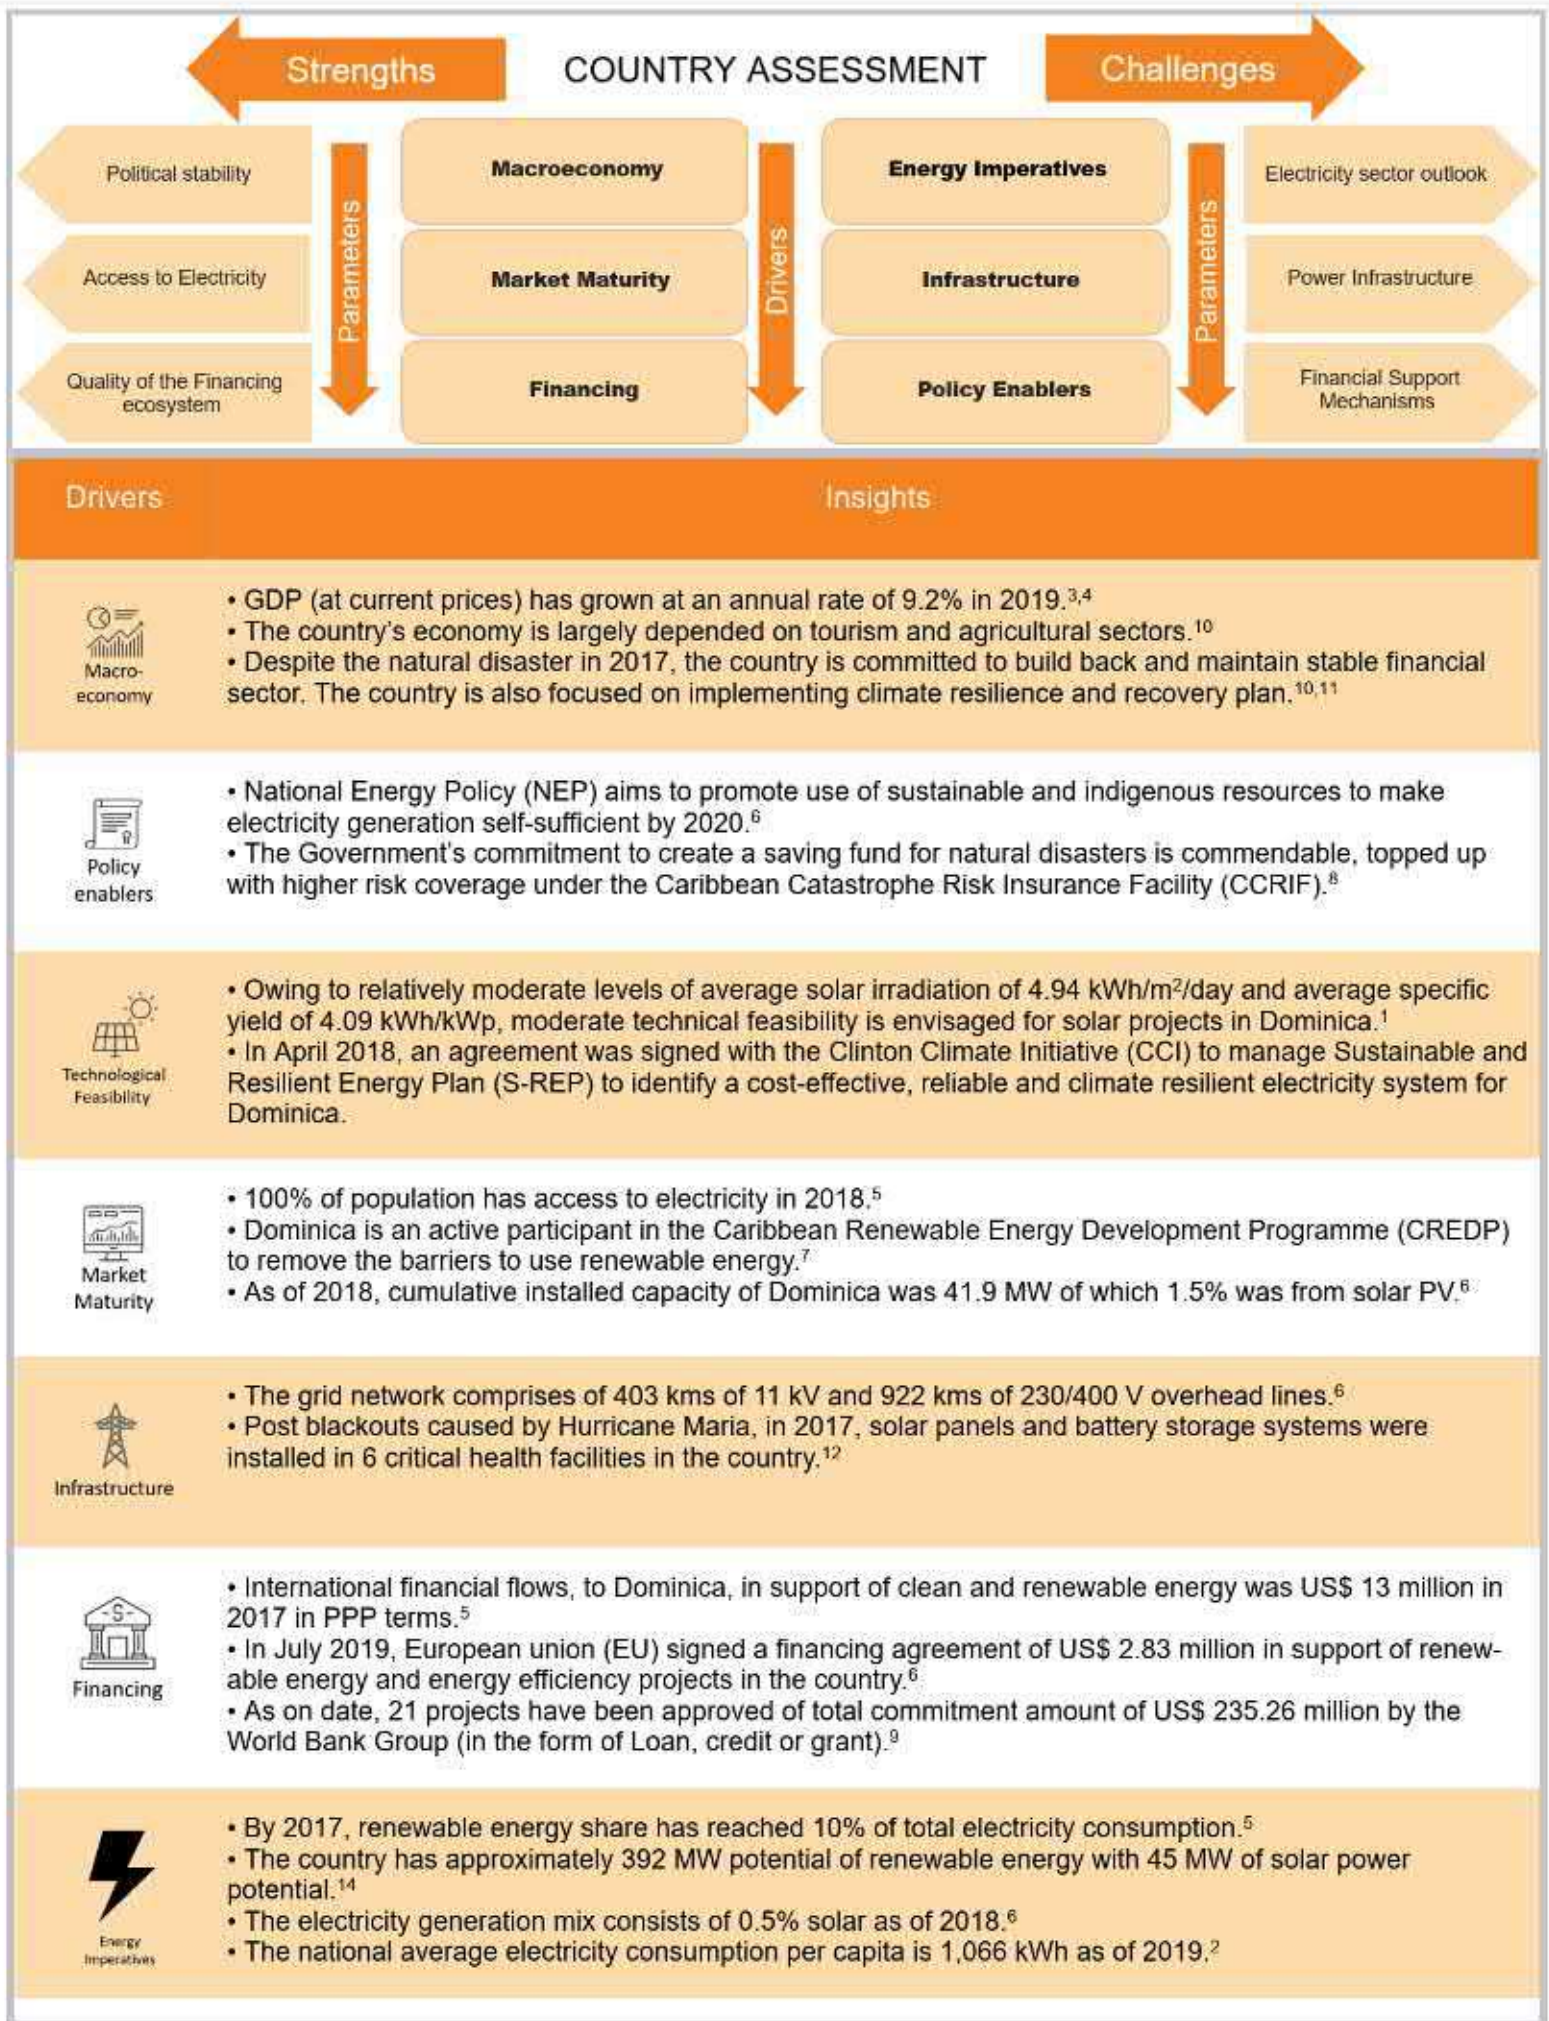 Strengths
COUNTRY ASSESSMENT
Challenges
Political stability
Access to Electricity
Quality of the Financing
ecosystem
Parameters
Macroeconomy
Market Maturity
Financing
Drivers
Energy Imperatives
Infrastructure
Policy Enablers
Parameters
Electricity sector outlook
Power Infrastructure
Financial Support
Mechanisms
Drivers
Insights
Macro-
economy
• GDP (at current prices) has grown at an annual rate of 9.2% in 2019.3,4
• The country's economy is largely depended on tourism and agricultural sectors.10
• Despite the natural disaster in 2017, the country is committed to build back and maintain stable financial
sector. The country is also focused on implementing climate resilience and recovery plan.10,11
Policy
enablers
• National Energy Policy (NEP) aims to promote use of sustainable and indigenous resources to make
electricity generation self-sufficient by 2020.6
• The Government's commitment to create a saving fund for natural disasters is commendable, topped up
with higher risk coverage under the Caribbean Catastrophe Risk Insurance Facility (CCRIF).8
Technological
Feasibility
• Owing to relatively moderate levels of average solar irradiation of 4.94 kWh/m2/day and average specific
yield of 4.09 kWh/kWp, moderate technical feasibility is envisaged for solar projects in Dominica.1
• In April 2018, an agreement was signed with the Clinton Climate Initiative (CCI) to manage Sustainable and
Resilient Energy Plan (S-REP) to identify a cost-effective, reliable and climate resilient electricity system for
Dominica.
Market
Maturity
• 100% of population has access to electricity in 2018.5
• Dominica is an active participant in the Caribbean Renewable Energy Development Programme (CREDP)
to remove the barriers to use renewable energy.7
• As of 2018, cumulative installed capacity of Dominica was 41.9 MW of which 1.5% was from solar PV.6
Infrastructure
• The grid network comprises of 403 kms of 11 kV and 922 kms of 230/400 V overhead lines.6
• Post blackouts caused by Hurricane Maria, in 2017, solar panels and battery storage systems were
installed in 6 critical health facilities in the country.12
-S-
Financing
• International financial flows, to Dominica, in support of clean and renewable energy was US$ 13 million in
2017 in PPP terms.5
• In July 2019, European union (EU) signed a financing agreement of US$ 2.83 million in support of renew-
able energy and energy efficiency projects in the country.6
• As on date, 21 projects have been approved of total commitment amount of US$ 235.26 million by the
World Bank Group (in the form of Loan, credit or grant).9
Energy
Imperatives
• By 2017, renewable energy share has reached 10% of total electricity consumption.5
• The country has approximately 392 MW potential of renewable energy with 45 MW of solar power
potential.14
• The electricity generation mix consists of 0.5% solar as of 2018.6
• The national average electricity consumption per capita is 1,066 kWh as of 2019.2